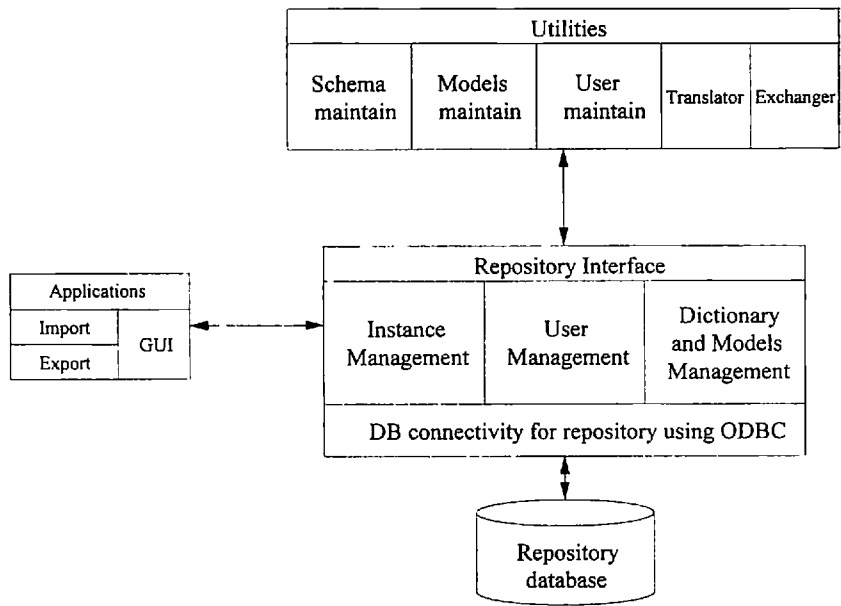 Utilities
Schema maintain
Models maintain
User maintain
Translator
Exchanger
Repository Interface
Instance Management
User Management
Dictionary and Models Management
DB connectivity for repository using ODBC
Applications
Import
Export
GUI
Repository database